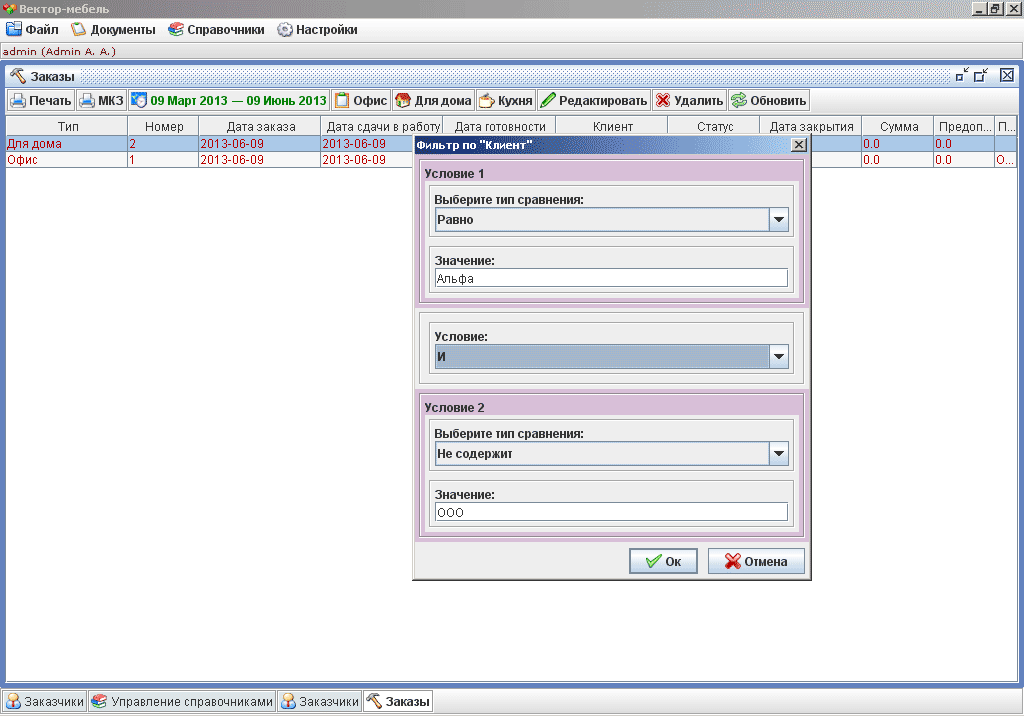 Вектор-мебель
Файл Документы Справочники Настройки
admin (Admin A. A.)
Заказы
Печать МКЗ 09 Март 2013 — 09 Июнь 2013 Офис Для дома Кухня Редактировать Удалить Обновить
Тип Номер Дата заказа Дата сдачи в работу Дата готовности Клиент Статус Дата закрытия Сумма Предоп... П...
Для дома 2 2013-06-09 2013-06-09 0.0 0.0
Офис 1 2013-06-09 2013-06-09 0.0 0.0 О...
Фильтр по "Клиент"
Условие 1
Выберите тип сравнения:
Равно
Значение:
Альфа
Условие:
И
Условие 2
Выберите тип сравнения:
Не содержит
Значение:
ООО
Ок Отмена
Заказчики Управление справочниками Заказчики Заказы